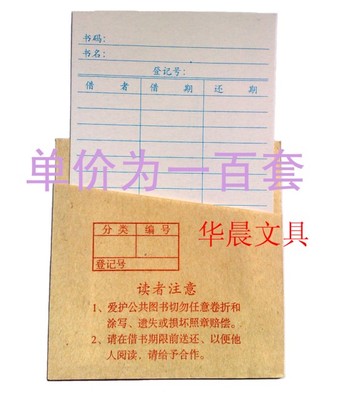 书码:
书名:
登记号:
借 者 借 期 还 期
单价为一百套
华晨文具
分类 编号
登记号
读者注意
1、爱护公共图书切勿任意卷折和
涂写、遗失或损坏照章赔偿。
2、请在借书期限前送还、以便他
人阅读、请给予合作。